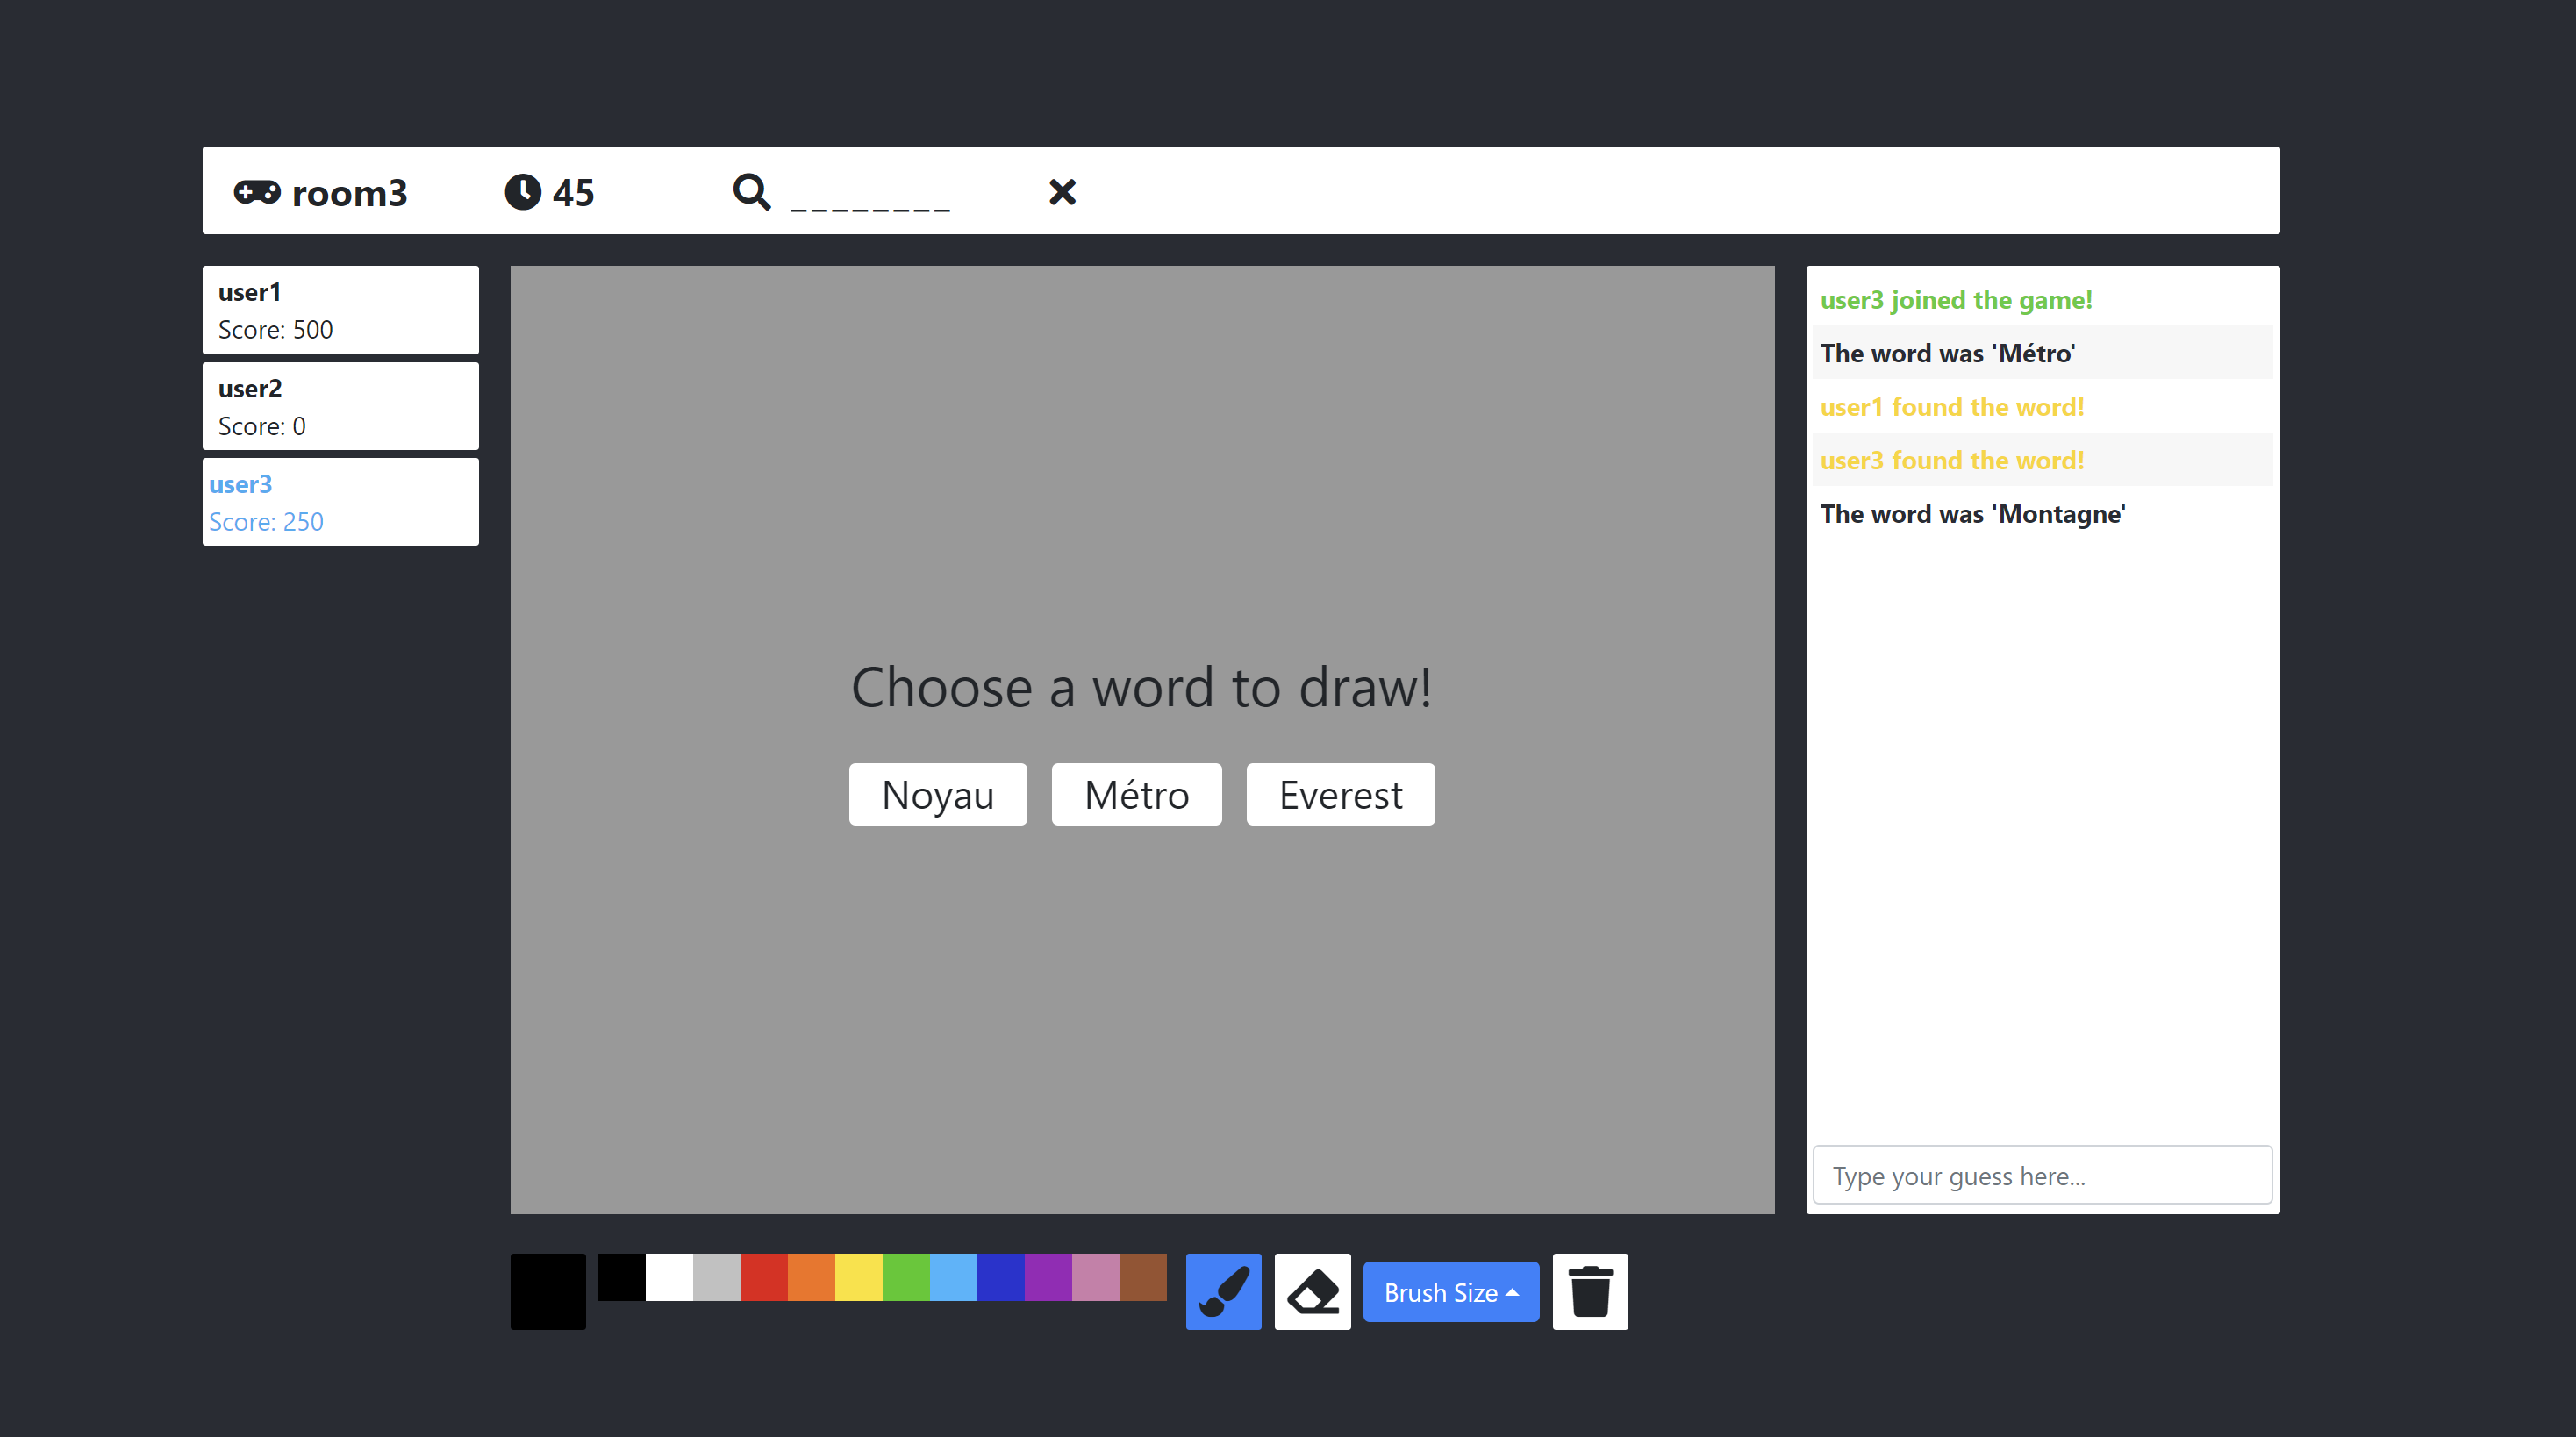 room3 45 ________
user1
Score: 500
user2
Score: 0
user3
Score: 250
Choose a word to draw!
Noyau Métro Everest
user3 joined the game!
The word was 'Métro'
user1 found the word!
user3 found the word!
The word was 'Montagne'
Type your guess here...
Brush Size